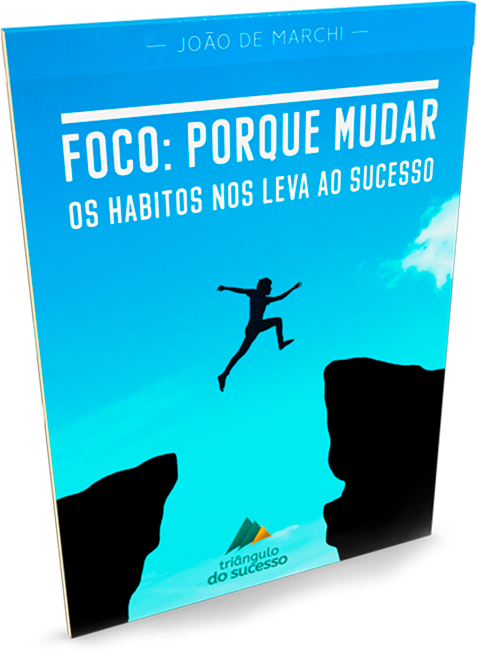 — JOÃO DE MARCHI —
FOCO: PORQUE MUDAR
OS HABITOS NOS LEVA AO SUCESSO
triângulo
do sucesso